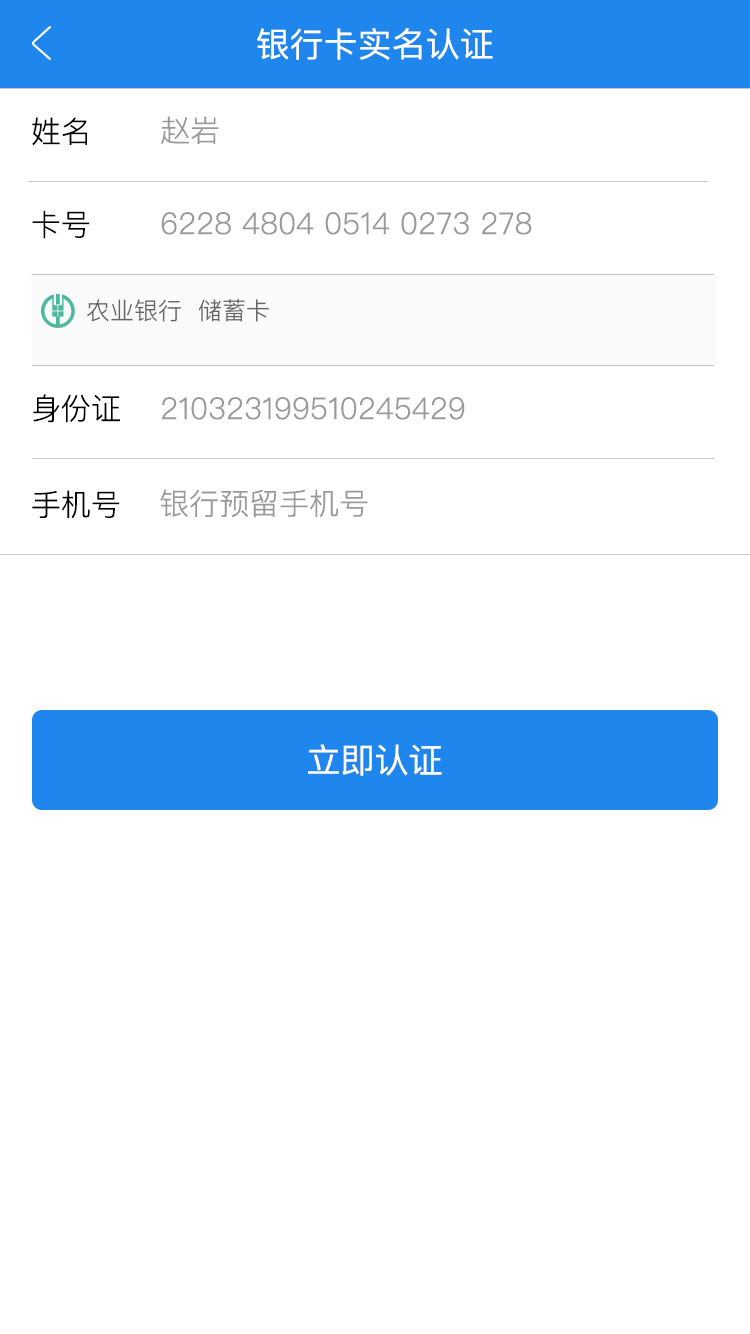 银行卡实名认证
姓名 赵岩
卡号 6228 4804 0514 0273 278
农业银行 储蓄卡
身份证 210323199510245429
手机号 银行预留手机号
立即认证